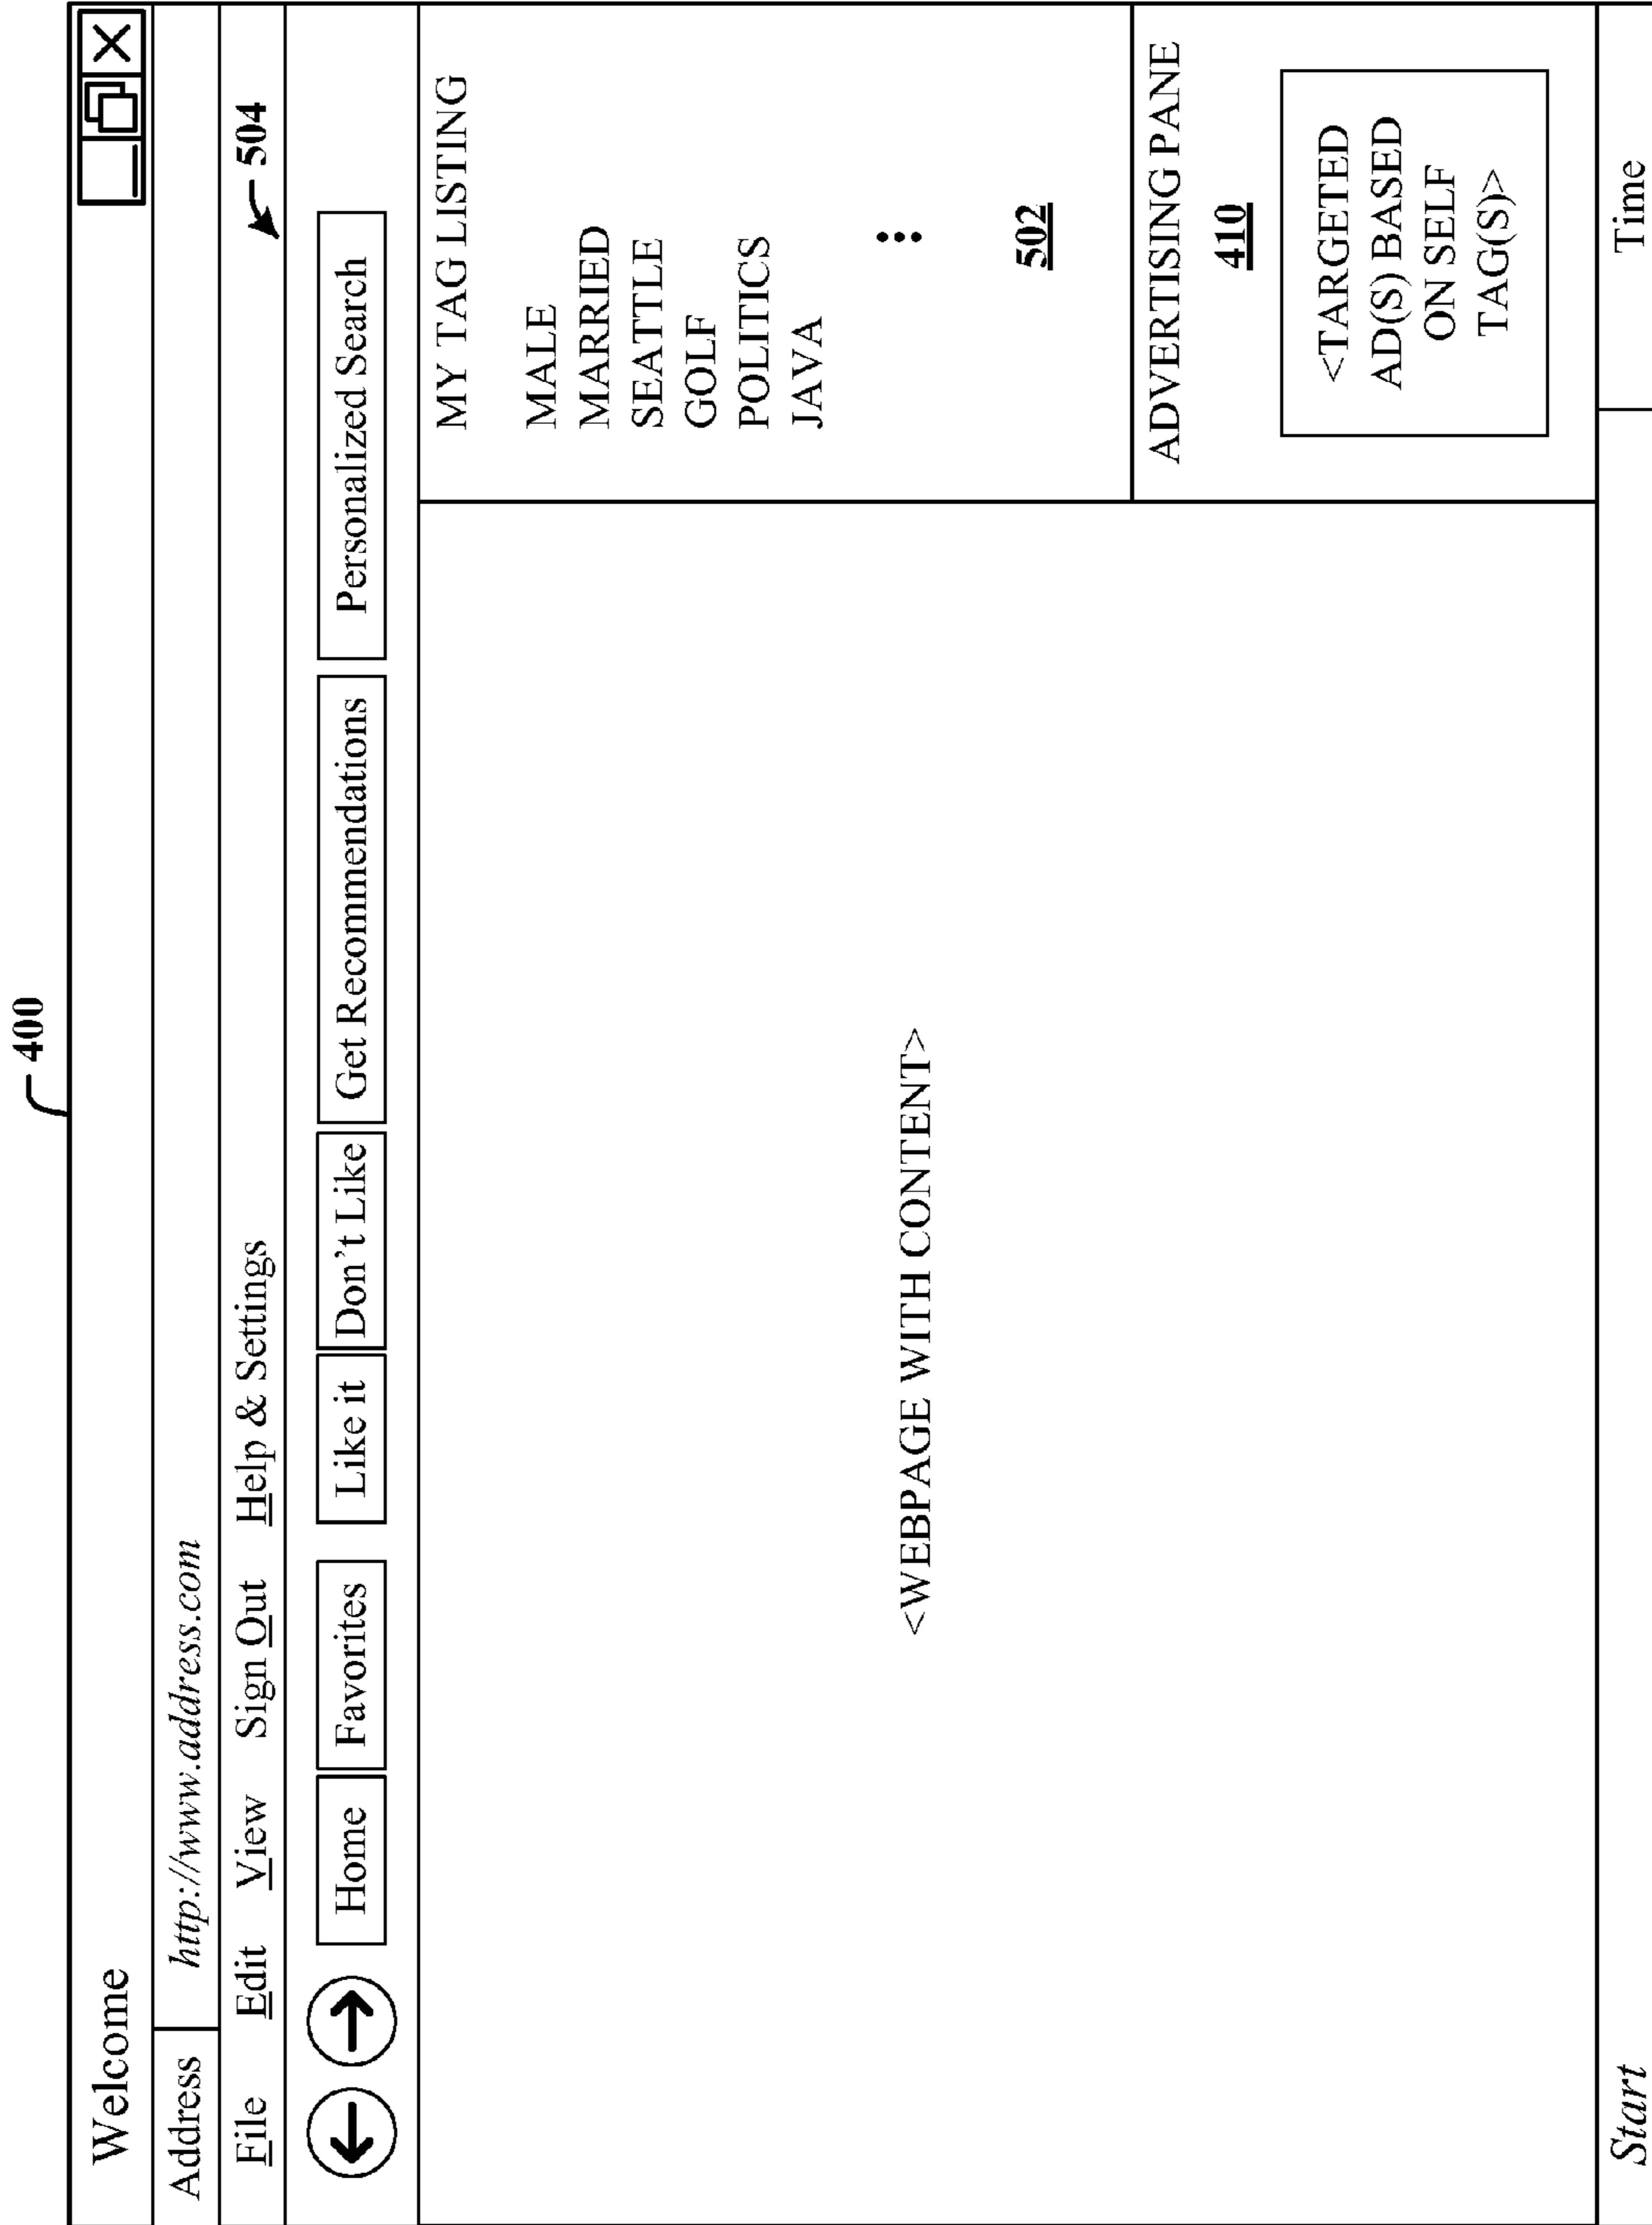 400
Welcome
Address http://www.address.com
File Edit View Sign Out Help & Settings
504
Home Favorites Like it Don't Like Get Recommendations Personalized Search
<WEBPAGE WITH CONTENT>
MY TAG LISTING
MALE
MARRIED
SEATTLE
GOLF
POLITICS
JAVA
502
ADVERTISING PANE
410
<TARGETED
AD(S) BASED
ON SELF
TAG(S)>
Start Time